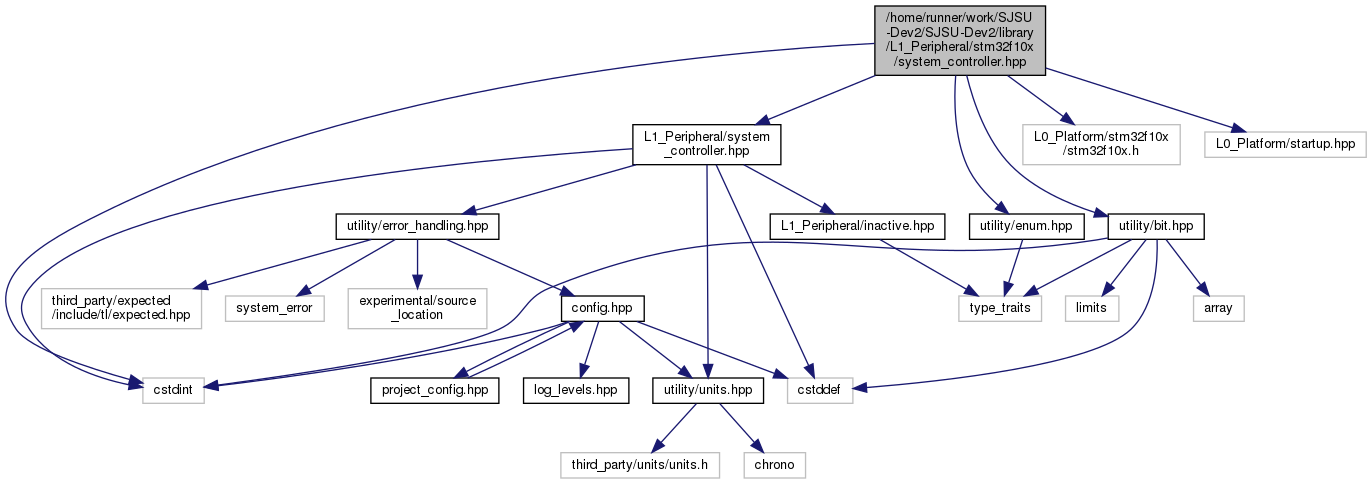 /home/runner/work/SJSU
-Dev2/SJSU-Dev2/library
/L1_Peripheral/stm32f10x
/system_controller.hpp
L1_Peripheral/system
_controller.hpp
L0_Platform/stm32f10x
/stm32f10x.h
L0_Platform/startup.hpp
utility/error_handling.hpp
L1_Peripheral/inactive.hpp
utility/enum.hpp
utility/bit.hpp
third_party/expected
/include/tl/expected.hpp
system_error
experimental/source
_location
config.hpp
type_traits
limits
array
cstdint
project_config.hpp
log_levels.hpp
utility/units.hpp
cstddef
third_party/units/units.h
chrono